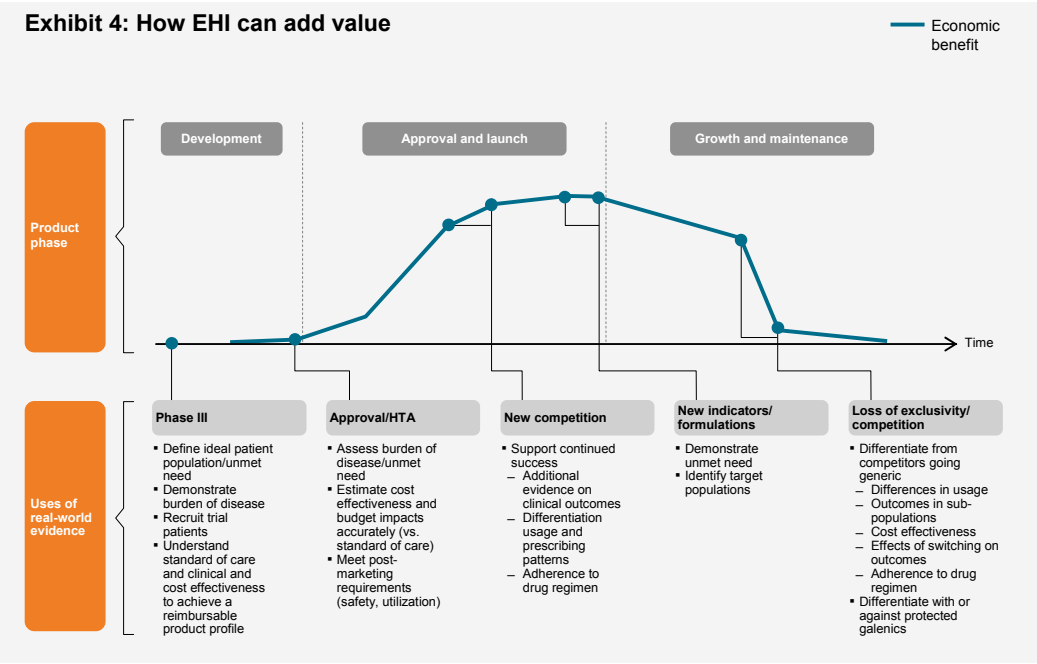 Exhibit 4: How EHI can add value
Economic
benefit
Development
Approval and launch
Growth and maintenance
Product
phase
Time
Uses of
real-world
evidence
Phase III
▪ Define ideal patient
population/unmet
need
▪ Demonstrate
burden of disease
▪ Recruit trial
patients
▪ Understand
standard of care
and clinical and
cost effectiveness
to achieve a
reimbursable
product profile
Approval/HTA
▪ Assess burden of
disease/unmet
need
▪ Estimate cost
effectiveness and
budget impacts
accurately (vs.
standard of care)
▪ Meet post-
marketing
requirements
(safety, utilization)
New competition
▪ Support continued
success
– Additional
evidence on
clinical outcomes
– Differentiation
usage and
prescribing
patterns
– Adherence to
drug regimen
New indicators/
formulations
▪ Demonstrate
unmet need
▪ Identify target
populations
Loss of exclusivity/
competition
▪ Differentiate from
competitors going
generic
– Differences in usage
– Outcomes in sub-
populations
– Cost effectiveness
– Effects of switching on
outcomes
– Adherence to drug
regimen
▪ Differentiate with or
against protected
galenics